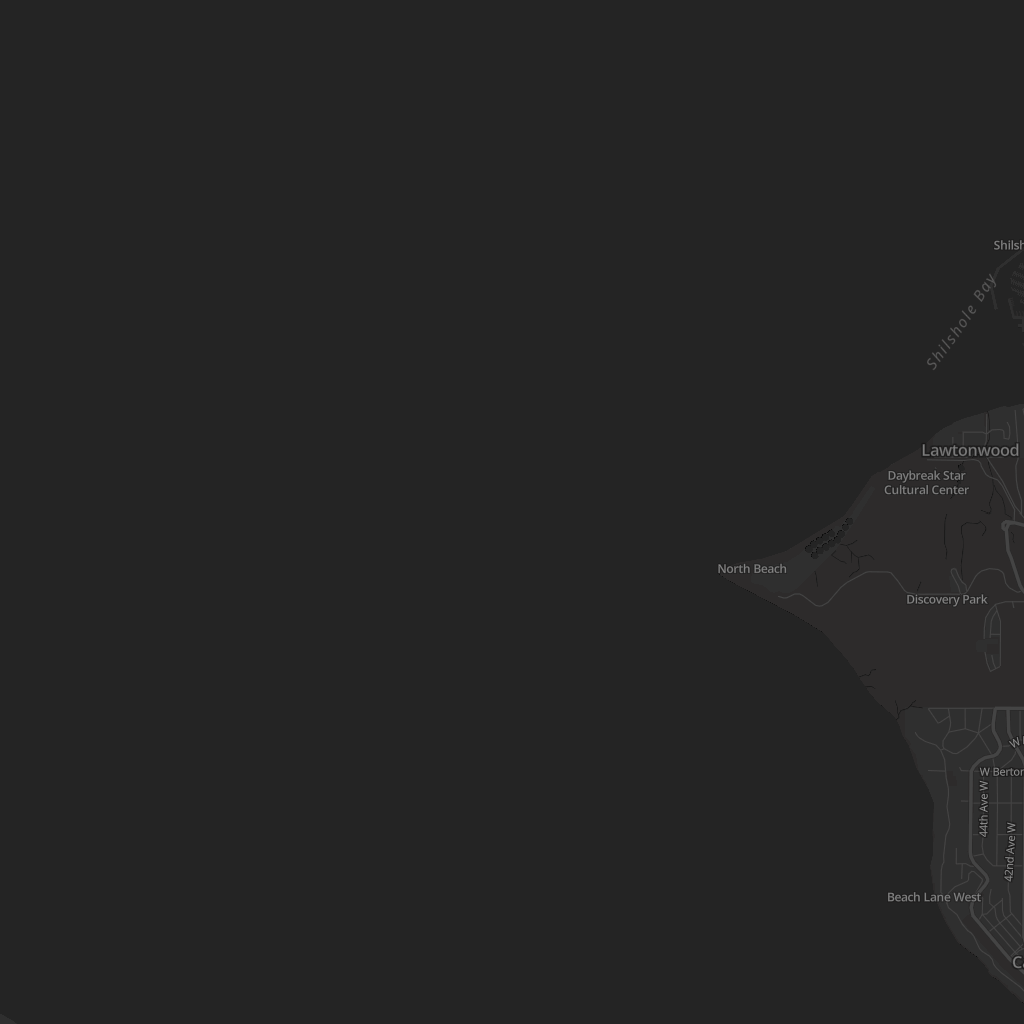 Shilsh
Shilshole Bay
Lawtonwood
Daybreak Star
Cultural Center
North Beach
Discovery Park
W
W Berton
44th Ave W
42nd Ave W
Beach Lane West
Ca